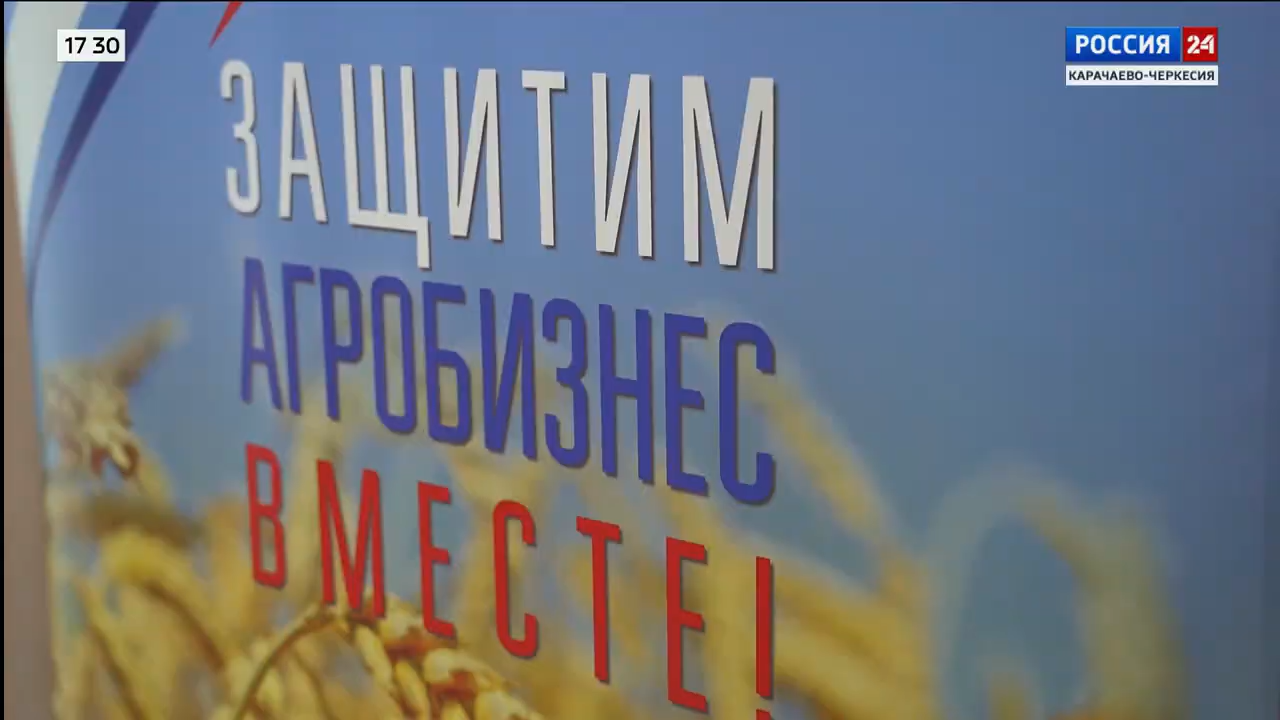 17 30
РОССИЯ 24
КАРАЧАЕВО-ЧЕРКЕСИЯ
ЗАЩИТИМ
АГРОБИЗНЕС
ВМЕСТЕ!